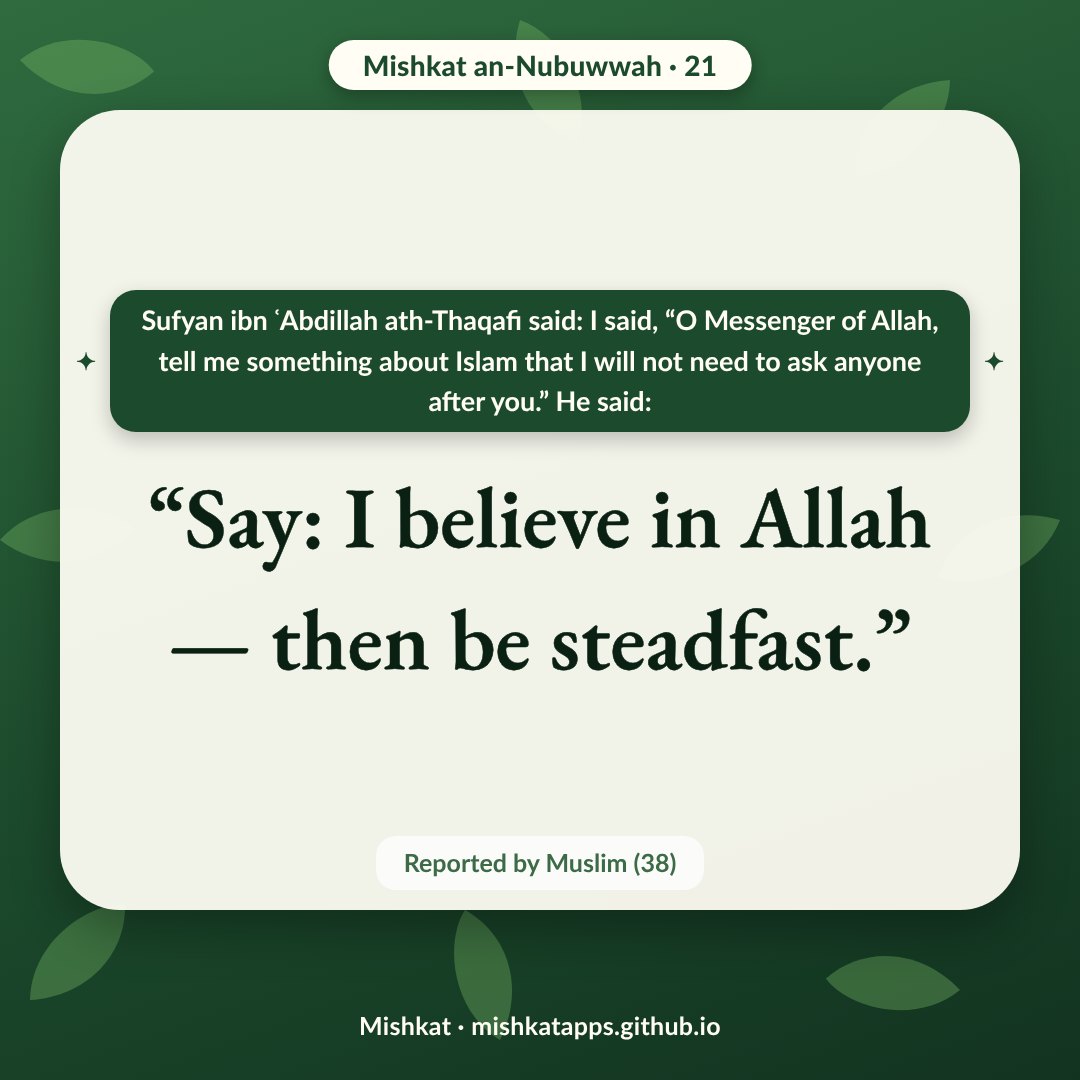 Mishkat an-Nubuwwah · 21
Sufyan ibn ʿAbdillah ath-Thaqafi said: I said, “O Messenger of Allah,
tell me something about Islam that I will not need to ask anyone
after you.” He said:
“Say: I believe in Allah
— then be steadfast.”
Reported by Muslim (38)
Mishkat · mishkatapps.github.io